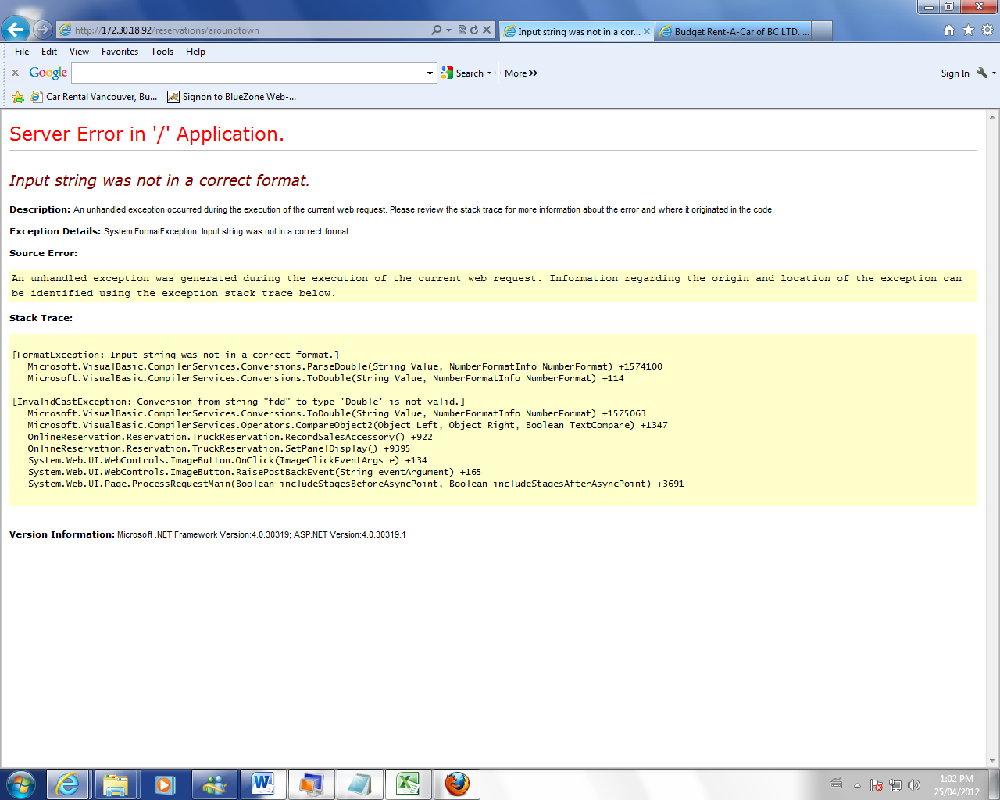 http://172.30.18.92/reservations/aroundtown
Input string was not in a cor...
Budget Rent-A-Car of BC LTD. ...
File Edit View Favorites Tools Help
Google Search More Sign In
Car Rental Vancouver, Bu... Signon to BlueZone Web-...
Server Error in '/' Application.
Input string was not in a correct format.
Description: An unhandled exception occurred during the execution of the current web request. Please review the stack trace for more information about the error and where it originated in the code.
Exception Details: System.FormatException: Input string was not in a correct format.
Source Error:
An unhandled exception was generated during the execution of the current web request. Information regarding the origin and location of the exception can
be identified using the exception stack trace below.
Stack Trace:
[FormatException: Input string was not in a correct format.]
Microsoft.VisualBasic.CompilerServices.Conversions.ParseDouble(String Value, NumberFormatInfo NumberFormat) +1574100
Microsoft.VisualBasic.CompilerServices.Conversions.ToDouble(String Value, NumberFormatInfo NumberFormat) +114
[InvalidCastException: Conversion from string "fdd" to type 'Double' is not valid.]
Microsoft.VisualBasic.CompilerServices.Conversions.ToDouble(String Value, NumberFormatInfo NumberFormat) +1575063
Microsoft.VisualBasic.CompilerServices.Operators.CompareObject2(Object Left, Object Right, Boolean TextCompare) +1347
OnlineReservation.Reservation.TruckReservation.RecordSalesAccessory() +922
OnlineReservation.Reservation.TruckReservation.SetPanelDisplay() +9395
System.Web.UI.WebControls.ImageButton.OnClick(ImageClickEventArgs e) +134
System.Web.UI.WebControls.ImageButton.RaisePostBackEvent(String eventArgument) +165
System.Web.UI.Page.ProcessRequestMain(Boolean includeStagesBeforeAsyncPoint, Boolean includeStagesAfterAsyncPoint) +3691
Version Information: Microsoft .NET Framework Version:4.0.30319; ASP.NET Version:4.0.30319.1
1:02 PM
25/04/2012